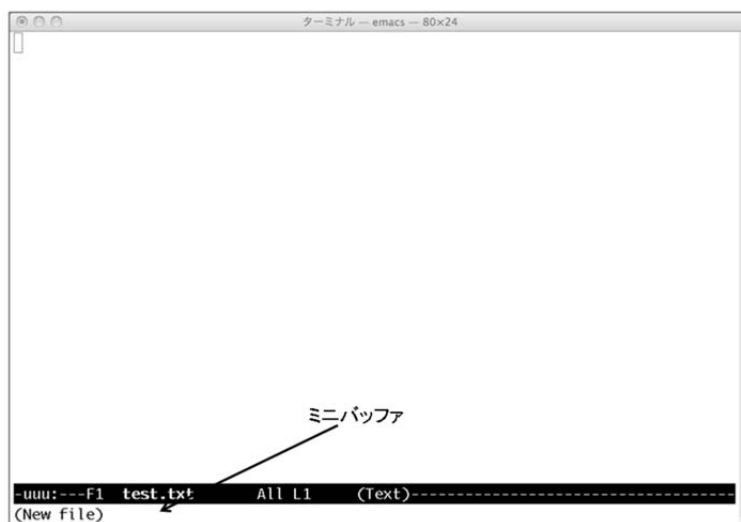 ターミナル — emacs — 80×24
ミニバッファ
-uuu:---F1  test.txt       All L1     (Text)-----------------------------------
(New file)